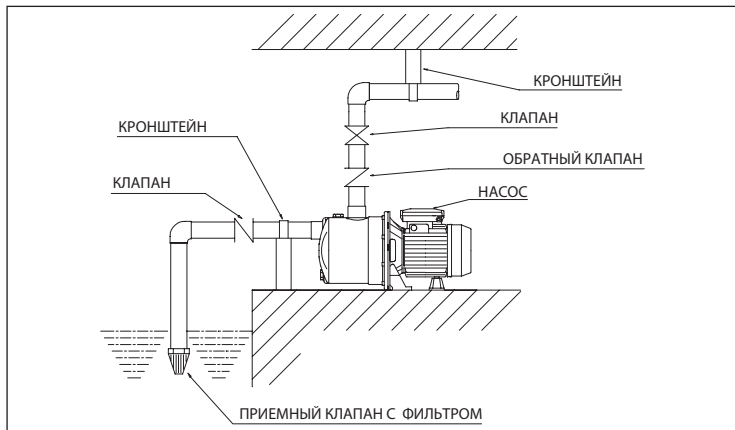 КРОНШТЕЙН
КЛАПАН
КРОНШТЕЙН
ОБРАТНЫЙ КЛАПАН
КЛАПАН
НАСОС
ПРИЕМНЫЙ КЛАПАН С ФИЛЬТРОМ